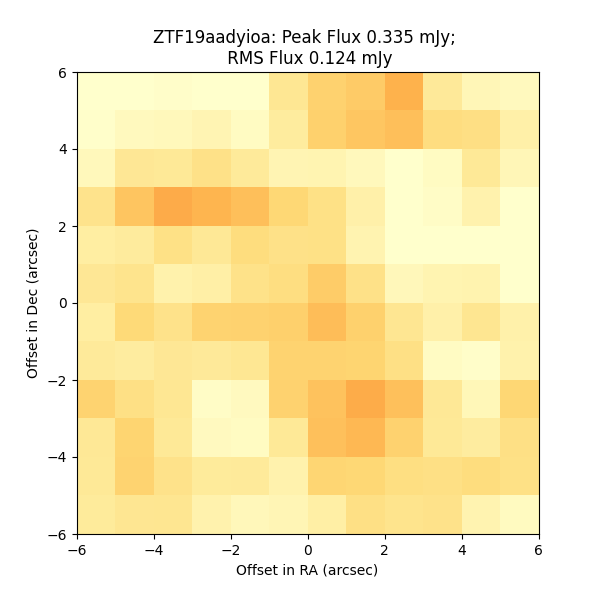 ZTF19aadyioa: Peak Flux 0.335 mJy;
RMS Flux 0.124 mJy
6
4
2
0
−2
−4
−6
Offset in Dec (arcsec)
−6 −4 −2 0 2 4 6
Offset in RA (arcsec)